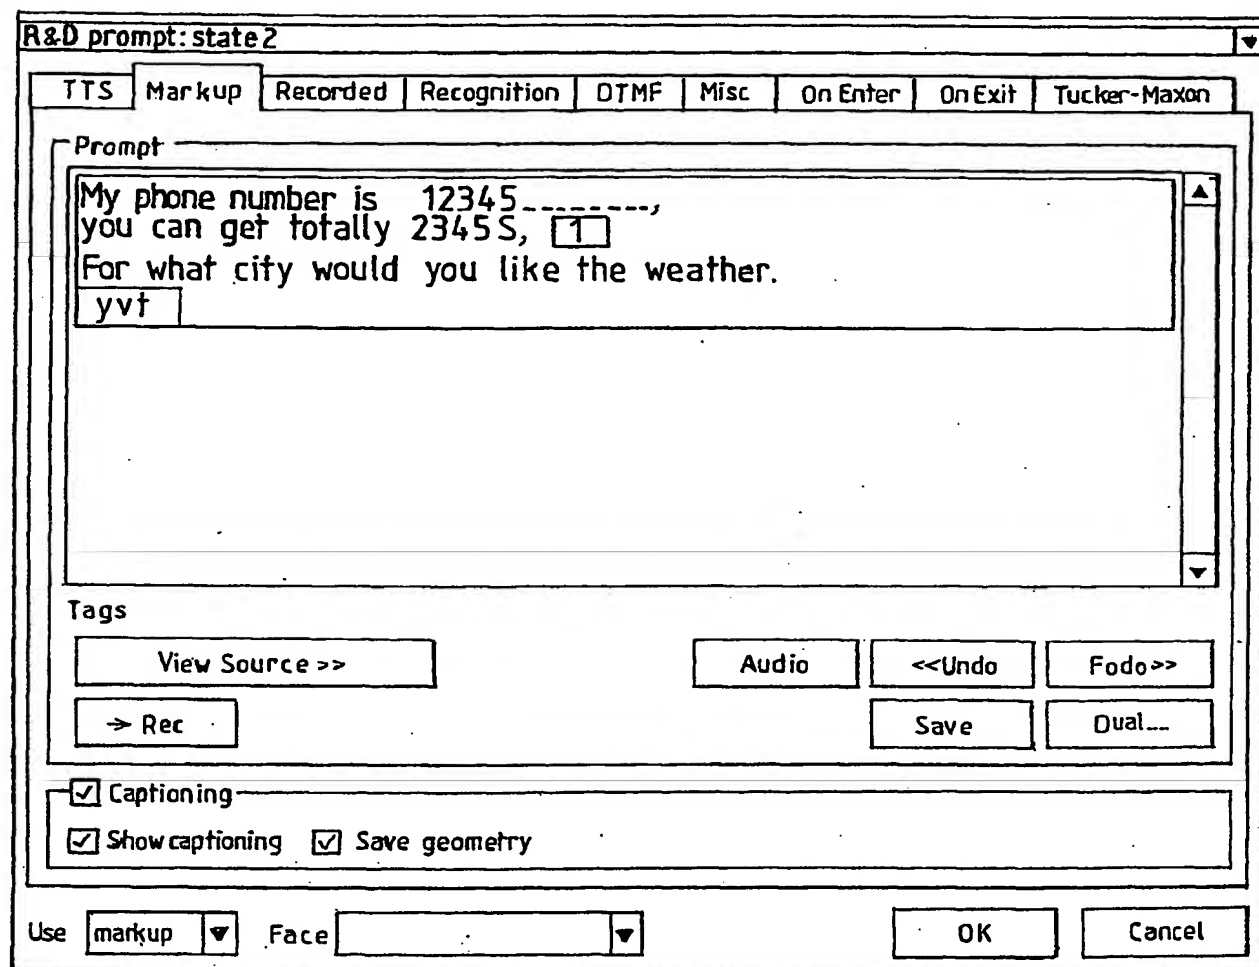 R&D prompt: state 2
TTS Markup Recorded Recognition DTMF Misc On Enter On Exit Tucker-Maxon
Prompt
My phone number is 12345________,
you can get totally 2345S, 1
For what city would you like the weather.
yvt
Tags
View Source >> Audio <<Undo Fodo>>
→ Rec Save Dual...
Captioning
Show captioning Save geometry
Use markup Face OK Cancel